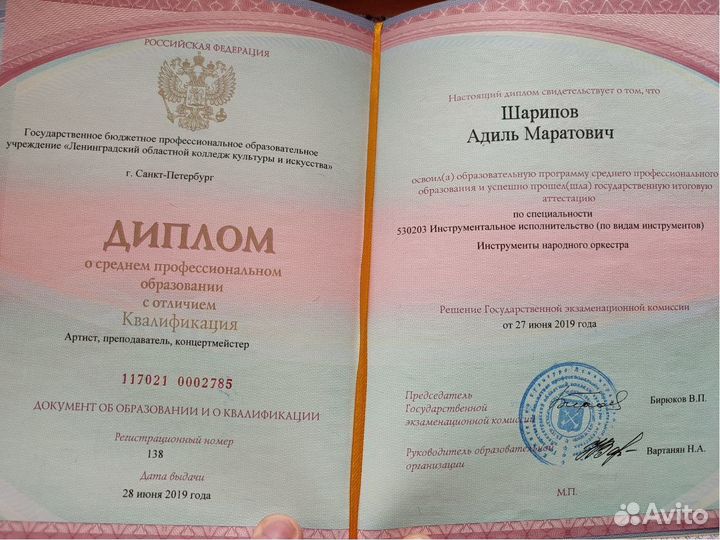 РОССИЙСКАЯ ФЕДЕРАЦИЯ
Государственное бюджетное профессиональное образовательное
учреждение «Ленинградский областной колледж культуры и искусства»
г. Санкт-Петербург
ДИПЛОМ
о среднем профессиональном
образовании
с отличием
Квалификация
Артист, преподаватель, концертмейстер
117021 0002785
ДОКУМЕНТ ОБ ОБРАЗОВАНИИ И О КВАЛИФИКАЦИИ
Регистрационный номер
138
Дата выдачи
28 июня 2019 года
Настоящий диплом свидетельствует о том, что
Шарипов
Адиль Маратович
освоил(а) образовательную программу среднего профессионального
образования и успешно прошел(шла) государственную итоговую
аттестацию
по специальности
530203 Инструментальное исполнительство (по видам инструментов)
Инструменты народного оркестра
Решение Государственной экзаменационной комиссии
от 27 июня 2019 года
Председатель
Государственной
экзаменационной комиссии
Бирюков В.П.
Руководитель образовательной
организации
Вартанян Н.А.
М.П.
Avito